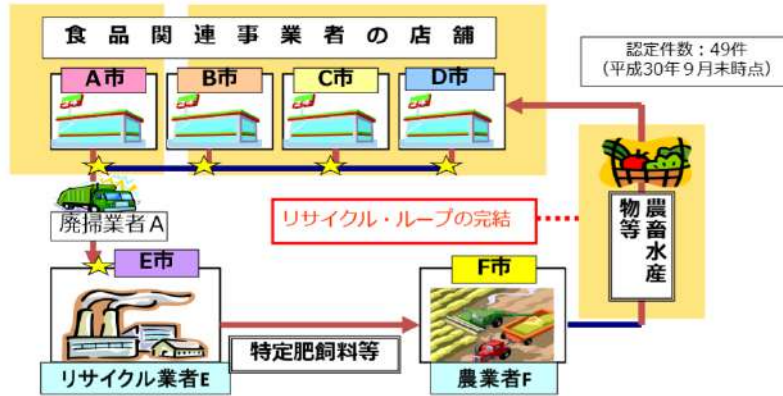 食品関連事業者の店舗
認定件数:49件
(平成30年9月末時点)
A市
B市
C市
D市
廃掃業者A
リサイクル・ループの完結
農畜水産
物等
E市
F市
特定肥飼料等
リサイクル業者E
農業者F